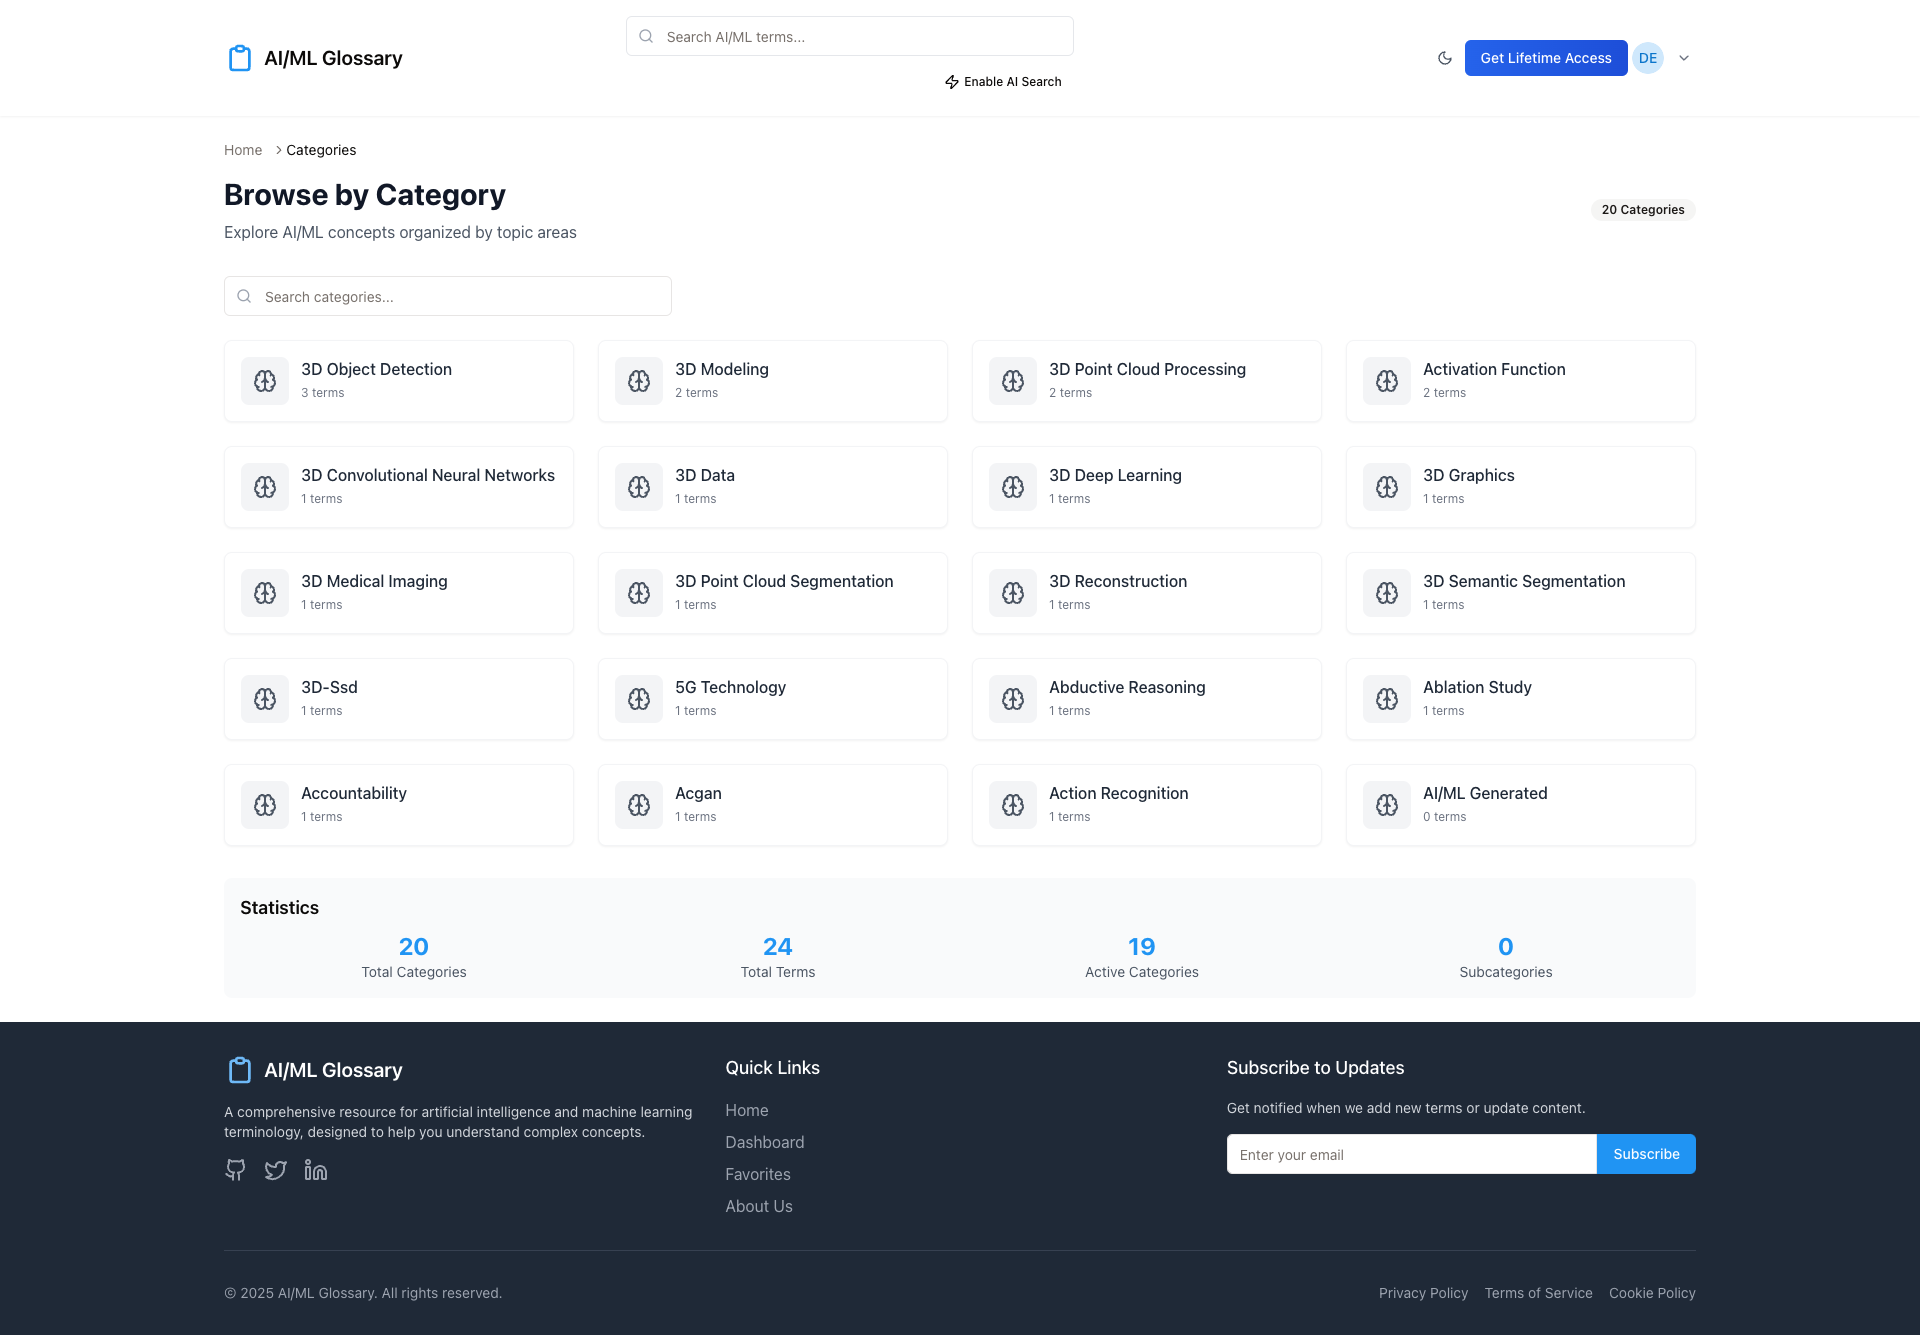 AI/ML Glossary
Search AI/ML terms...
Enable AI Search
Get Lifetime Access
DE
Home
Categories
Browse by Category
Explore AI/ML concepts organized by topic areas
20 Categories
Search categories...
3D Object Detection
3 terms
3D Modeling
2 terms
3D Point Cloud Processing
2 terms
Activation Function
2 terms
3D Convolutional Neural Networks
1 terms
3D Data
1 terms
3D Deep Learning
1 terms
3D Graphics
1 terms
3D Medical Imaging
1 terms
3D Point Cloud Segmentation
1 terms
3D Reconstruction
1 terms
3D Semantic Segmentation
1 terms
3D-Ssd
1 terms
5G Technology
1 terms
Abductive Reasoning
1 terms
Ablation Study
1 terms
Accountability
1 terms
Acgan
1 terms
Action Recognition
1 terms
AI/ML Generated
0 terms
Statistics
20
Total Categories
24
Total Terms
19
Active Categories
0
Subcategories
AI/ML Glossary
A comprehensive resource for artificial intelligence and machine learning
terminology, designed to help you understand complex concepts.
Quick Links
Home
Dashboard
Favorites
About Us
Subscribe to Updates
Get notified when we add new terms or update content.
Enter your email
Subscribe
© 2025 AI/ML Glossary. All rights reserved.
Privacy Policy
Terms of Service
Cookie Policy